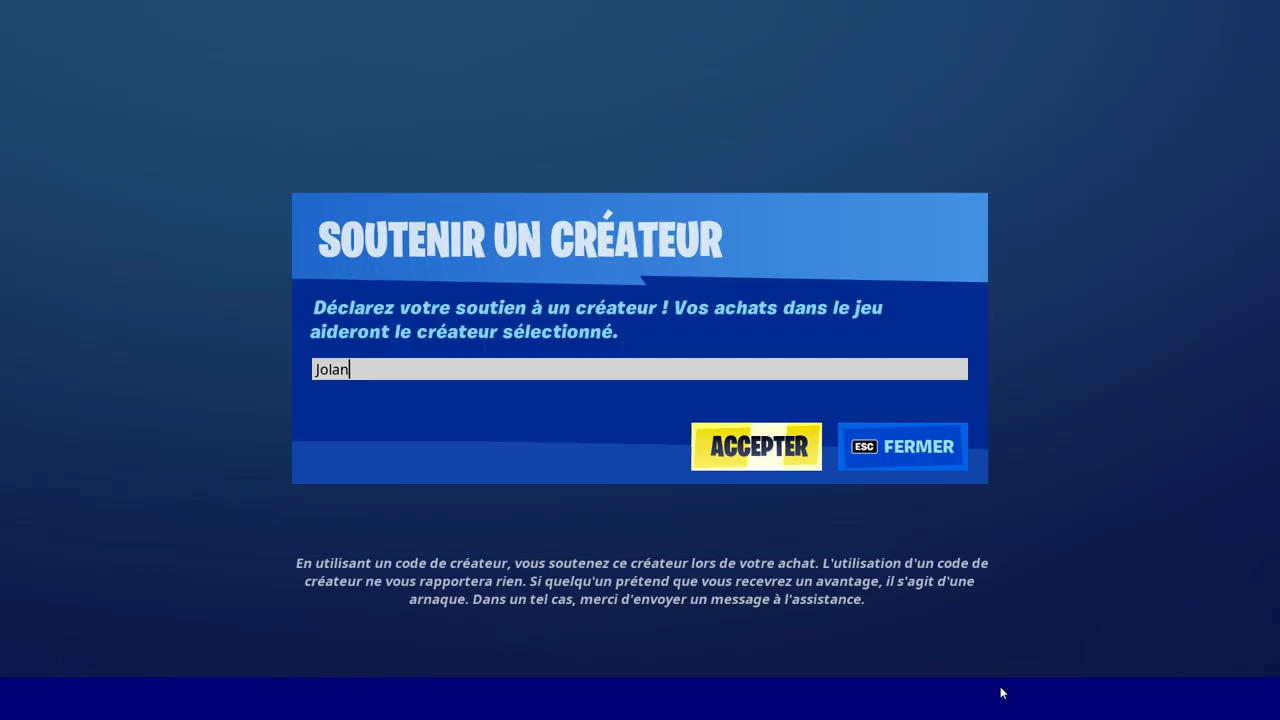 SOUTENIR UN CRÉATEUR
Déclarez votre soutien à un créateur ! Vos achats dans le jeu
aideront le créateur sélectionné.
Jolan
ACCEPTER
ESC FERMER
En utilisant un code de créateur, vous soutenez ce créateur lors de votre achat. L'utilisation d'un code de
créateur ne vous rapportera rien. Si quelqu'un prétend que vous recevrez un avantage, il s'agit d'une
arnaque. Dans un tel cas, merci d'envoyer un message à l'assistance.